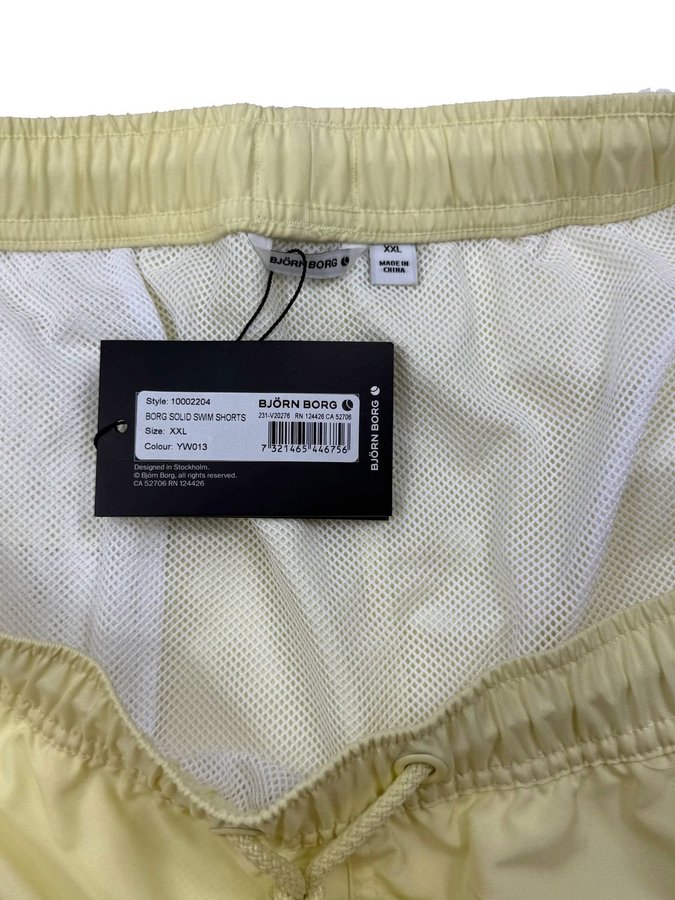 BJÖRN BORG
XXL
MADE IN
CHINA
Style: 10002204
BORG SOLID SWIM SHORTS
Size: XXL
Colour: YW013
BJÖRN BORG
231-V20276 RN 124426 CA 52706
7 321465 446756
Designed in Stockholm.
© Björn Borg, all rights reserved.
CA 52706 RN 124426
BJÖRN BORG